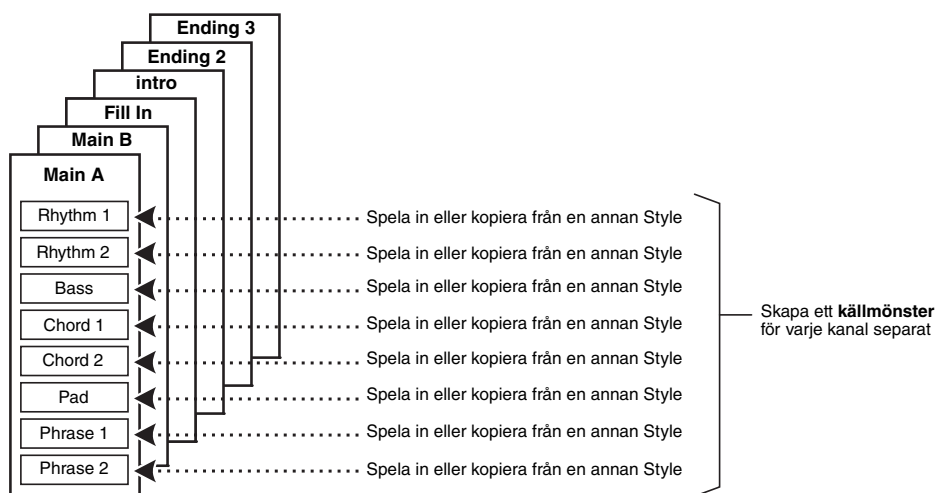 Ending 3
Ending 2
intro
Fill In
Main B
Main A
Rhythm 1 Spela in eller kopiera från en annan Style
Rhythm 2 Spela in eller kopiera från en annan Style
Bass Spela in eller kopiera från en annan Style
Chord 1 Spela in eller kopiera från en annan Style
Chord 2 Spela in eller kopiera från en annan Style
Pad Spela in eller kopiera från en annan Style
Phrase 1 Spela in eller kopiera från en annan Style
Phrase 2 Spela in eller kopiera från en annan Style
Skapa ett källmönster
för varje kanal separat